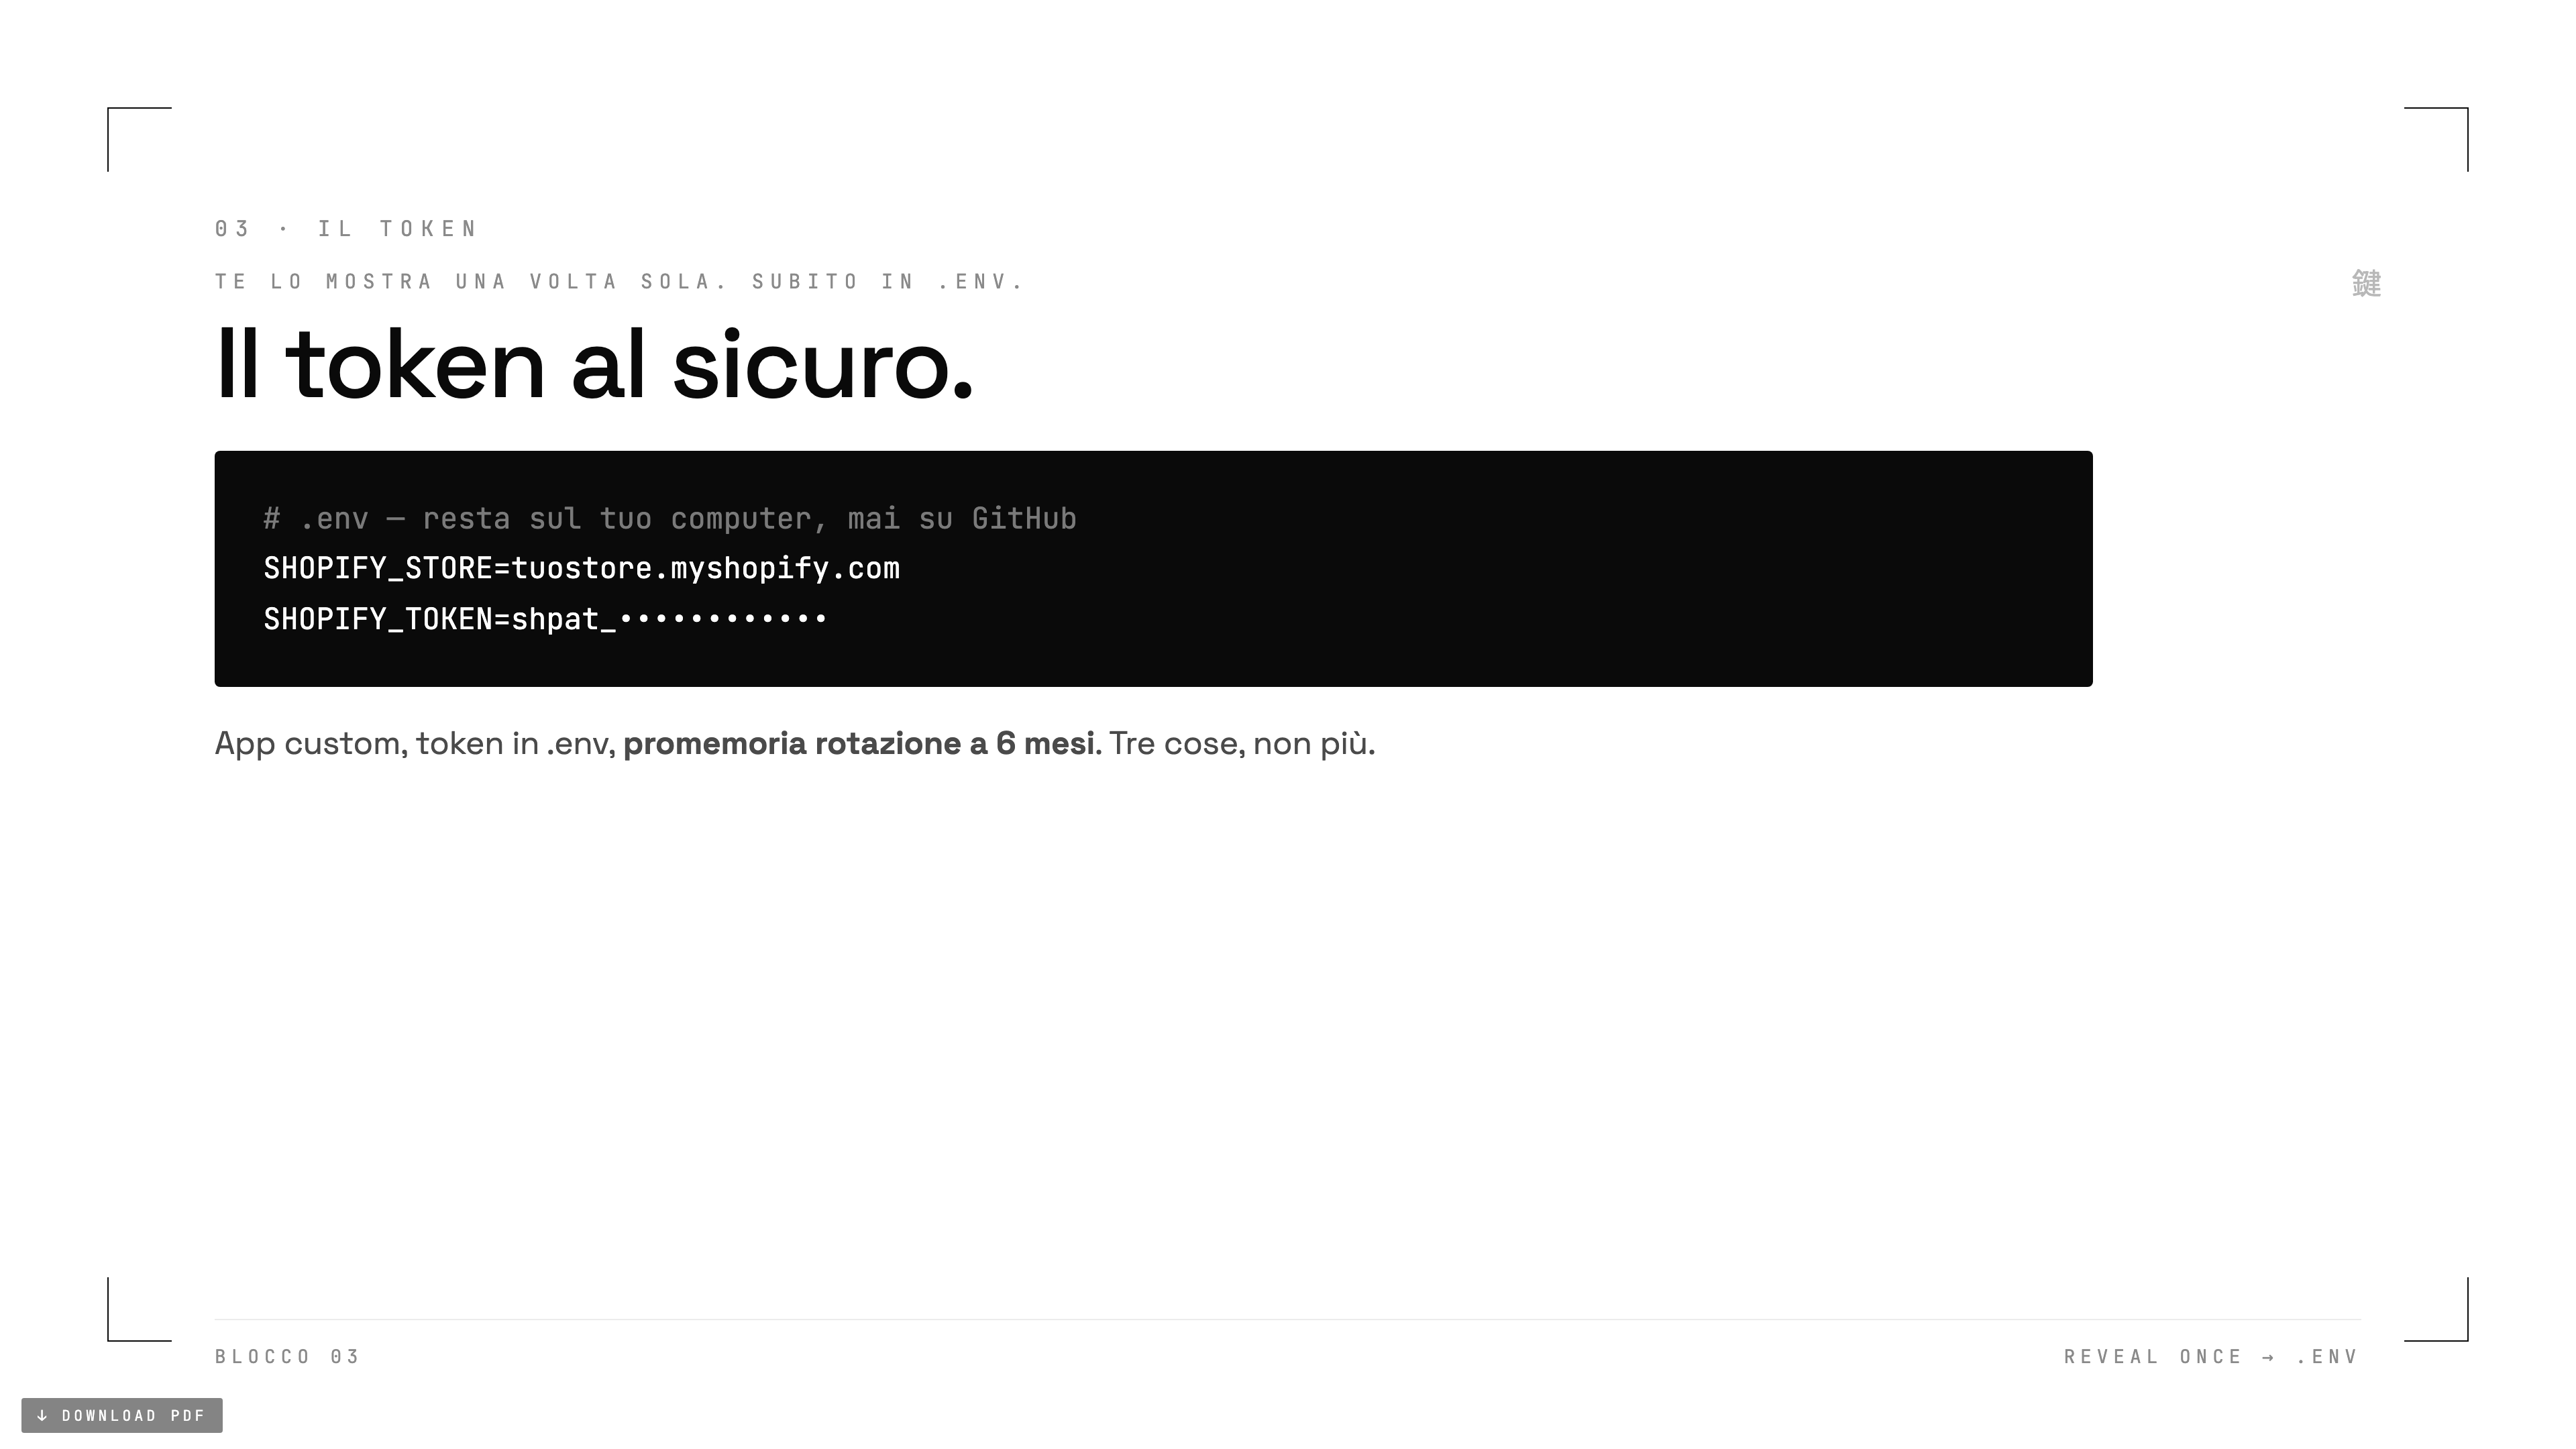 03 · IL TOKEN
TE LO MOSTRA UNA VOLTA SOLA. SUBITO IN .ENV.
鍵
Il token al sicuro.
# .env — resta sul tuo computer, mai su GitHub
SHOPIFY_STORE=tuostore.myshopify.com
SHOPIFY_TOKEN=shpat_••••••••••••
App custom, token in .env, promemoria rotazione a 6 mesi. Tre cose, non più.
BLOCCO 03
REVEAL ONCE → .ENV
↓ DOWNLOAD PDF